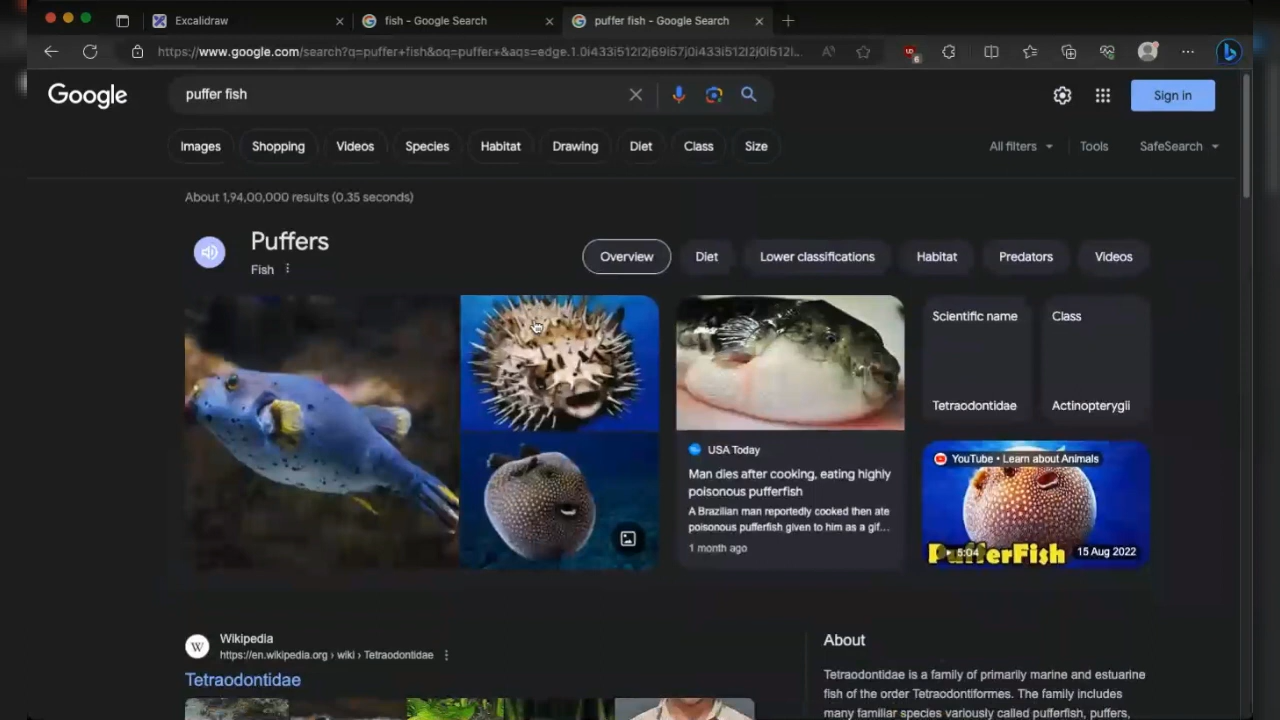 Excalidraw
fish - Google Search
puffer fish - Google Search
https://www.google.com/search?q=puffer+fish&oq=puffer+&aqs=edge.1.0i433i512l2j69i57j0i433i512l2j0i512l...
6
Google
puffer fish
Sign in
Images
Shopping
Videos
Species
Habitat
Drawing
Diet
Class
Size
All filters
Tools
SafeSearch
About 1,94,00,000 results (0.35 seconds)
Puffers
Fish
Overview
Diet
Lower classifications
Habitat
Predators
Videos
USA Today
Man dies after cooking, eating highly
poisonous pufferfish
A Brazilian man reportedly cooked then ate
poisonous pufferfish given to him as a gif...
1 month ago
Scientific name
Tetraodontidae
Class
Actinopterygii
YouTube • Learn about Animals
PufferFish
5:04
15 Aug 2022
W
Wikipedia
https://en.wikipedia.org › wiki › Tetraodontidae
Tetraodontidae
About
Tetraodontidae is a family of primarily marine and estuarine
fish of the order Tetraodontiformes. The family includes
many familiar species variously called pufferfish, puffers,